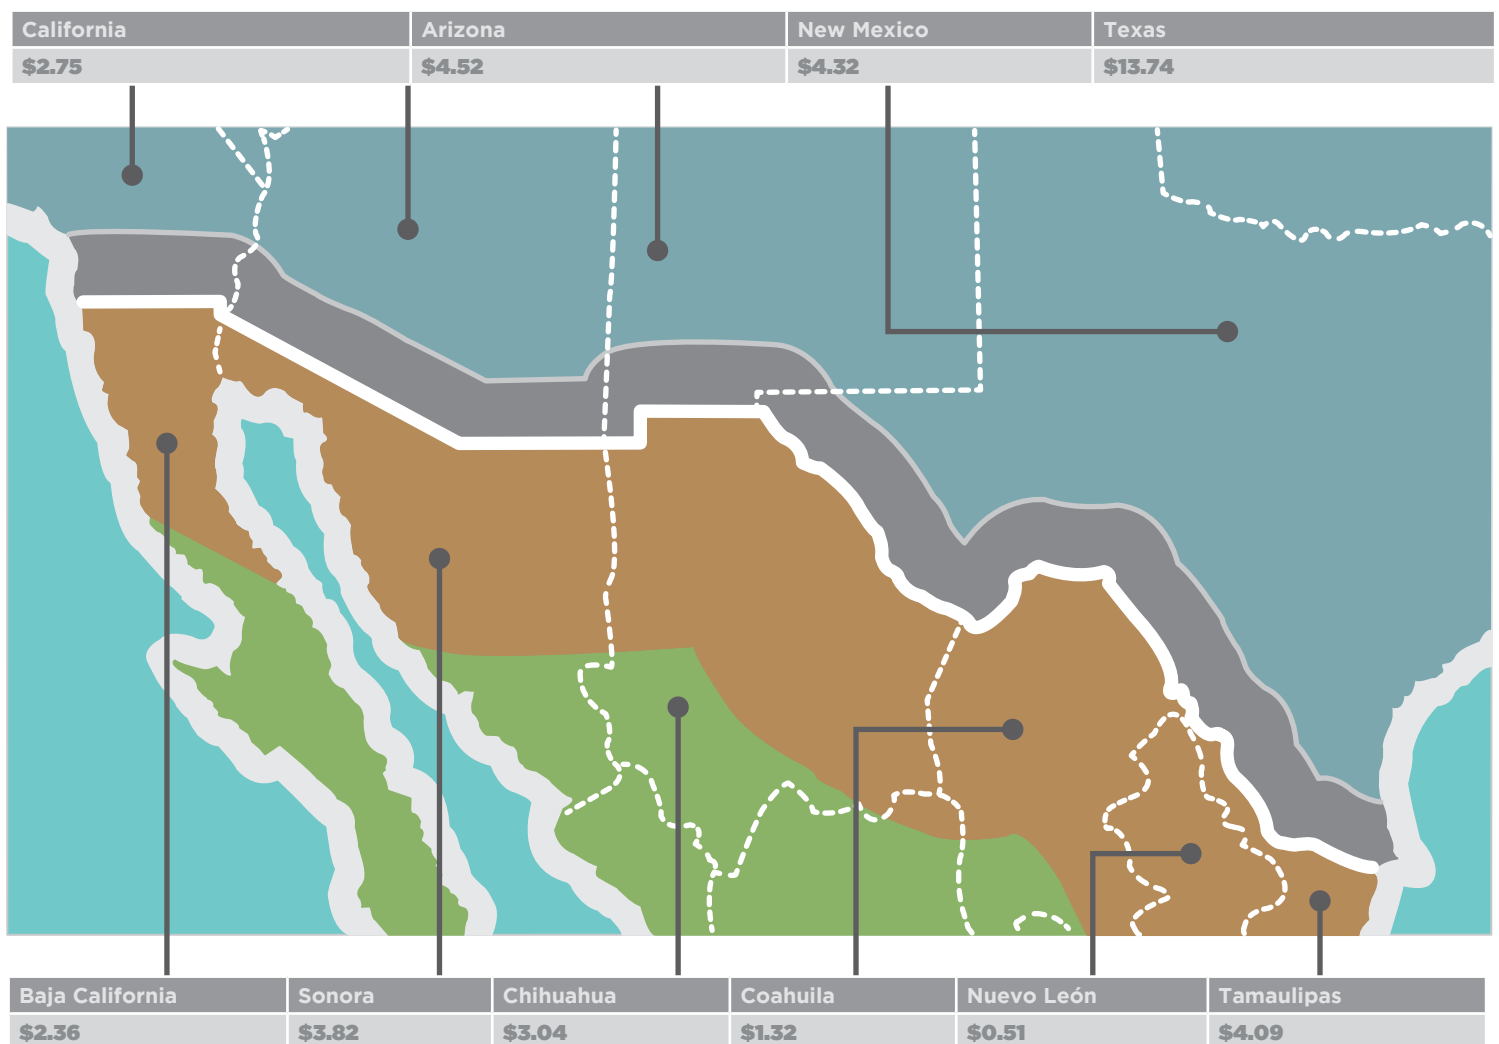 California Arizona New Mexico Texas
$2.75 $4.52 $4.32 $13.74
Baja California Sonora Chihuahua Coahuila Nuevo León Tamaulipas
$2.36 $3.82 $3.04 $1.32 $0.51 $4.09